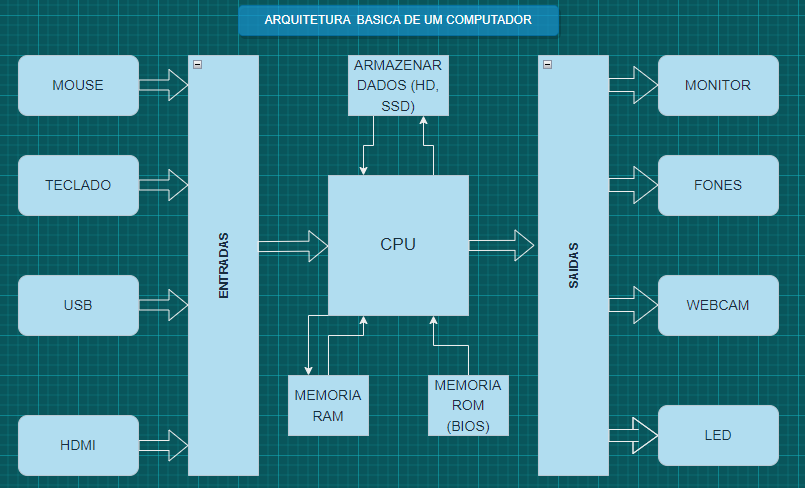 ARQUITETURA BASICA DE UM COMPUTADOR
MOUSE
TECLADO
USB
HDMI
ENTRADAS
ARMAZENAR
DADOS (HD,
SSD)
CPU
MEMORIA
RAM
MEMORIA
ROM
(BIOS)
SAIDAS
MONITOR
FONES
WEBCAM
LED